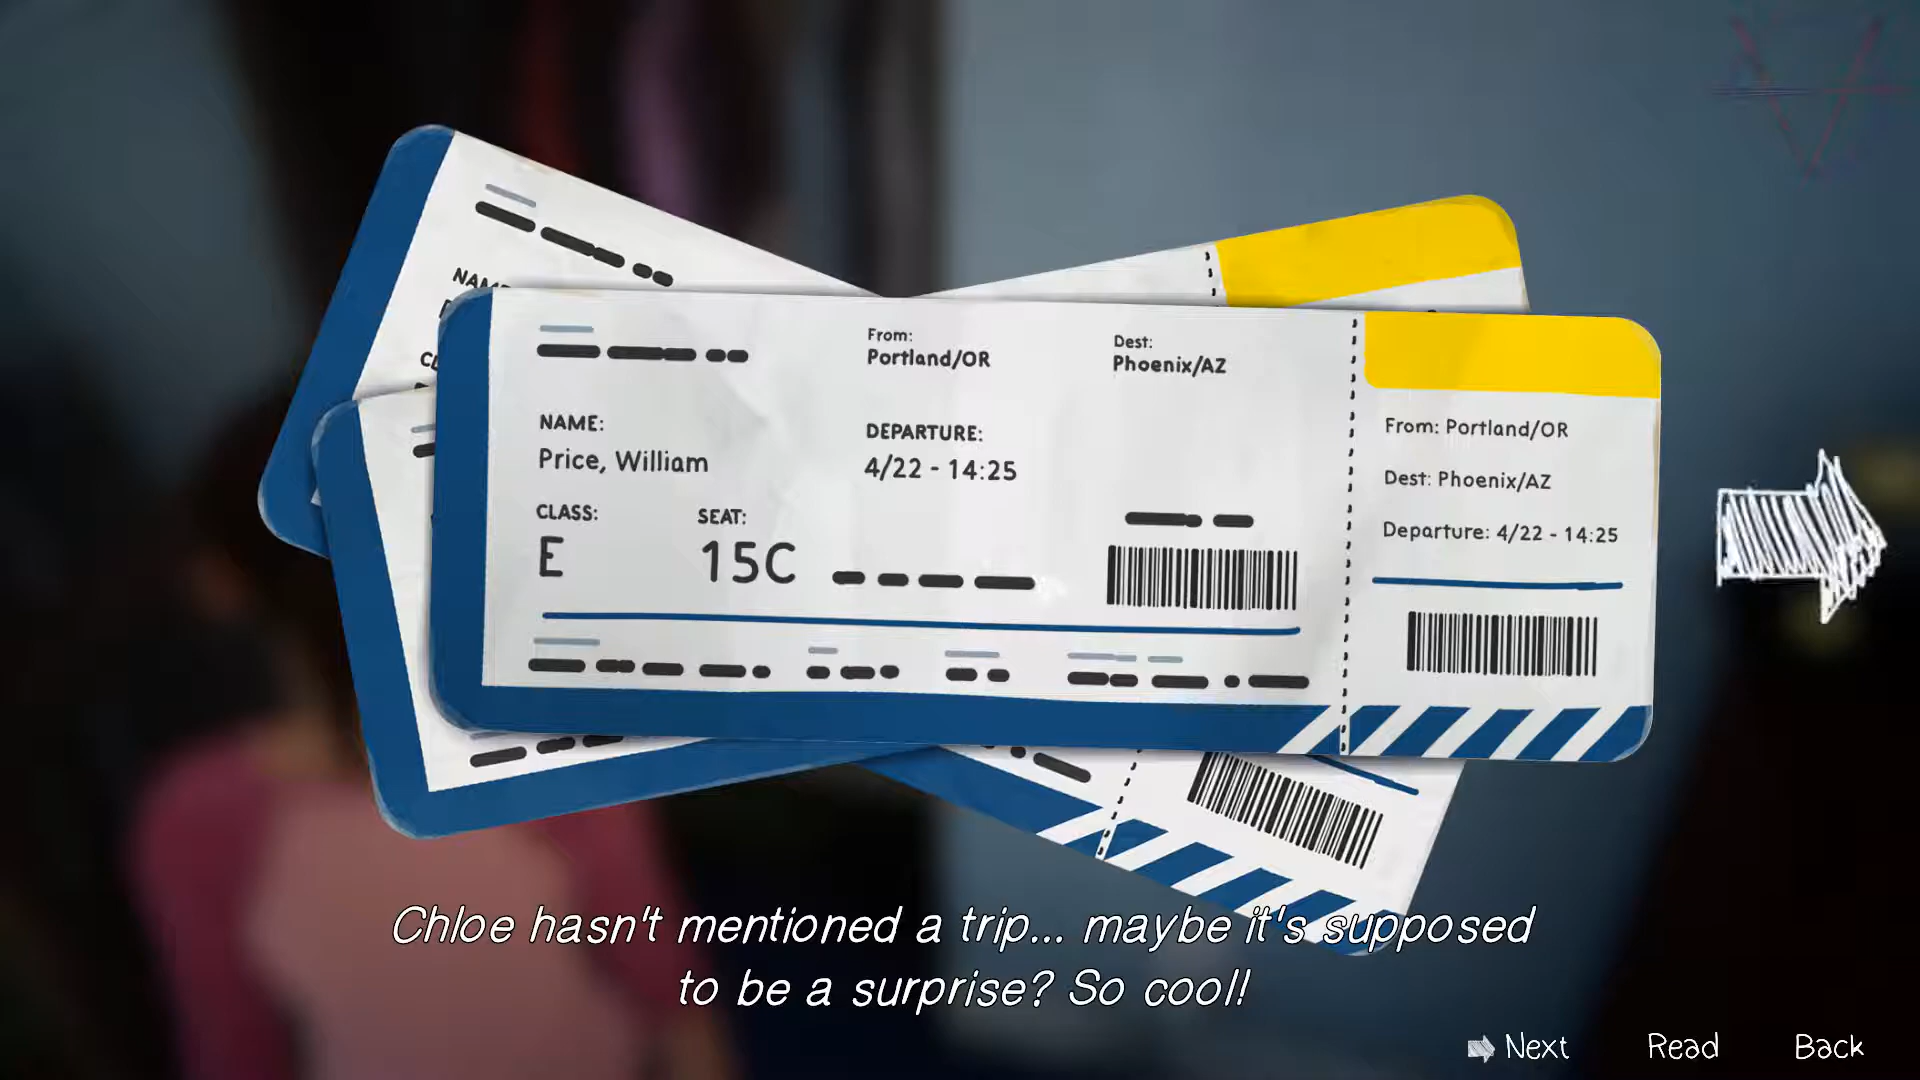 NAME:
From:
Portland/OR
Dest:
Phoenix/AZ
NAME:
Price, William
DEPARTURE:
4/22 - 14:25
CLASS:
E
SEAT:
15C
From: Portland/OR
Dest: Phoenix/AZ
Departure: 4/22 - 14:25
Chloe hasn't mentioned a trip... maybe it's supposed
to be a surprise? So cool!
Next
Read
Back